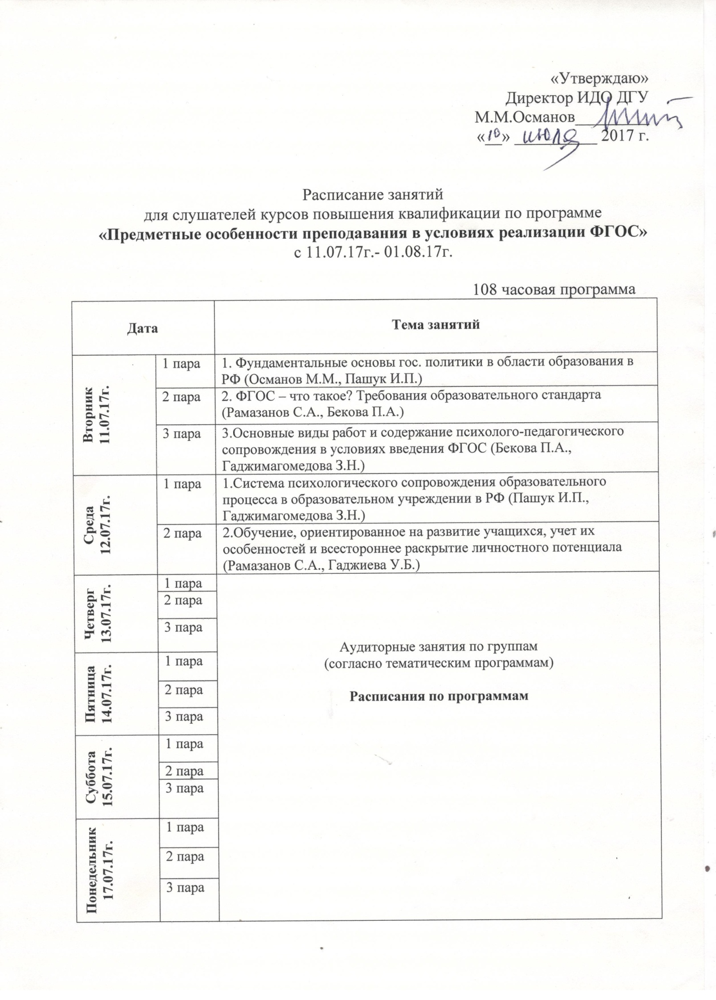 «Утверждаю»
Директор ИДО ДГУ
М.М.Османов__________
«10» июля 2017 г.
Расписание занятий
для слушателей курсов повышения квалификации по программе
«Предметные особенности преподавания в условиях реализации ФГОС»
с 11.07.17г.- 01.08.17г.
108 часовая программа
Дата
Тема занятий
Вторник
11.07.17г.
1 пара
1. Фундаментальные основы гос. политики в области образования в
РФ (Османов М.М., Пашук И.П.)
2 пара
2. ФГОС – что такое? Требования образовательного стандарта
(Рамазанов С.А., Бекова П.А.)
3 пара
3.Основные виды работ и содержание психолого-педагогического
сопровождения в условиях введения ФГОС (Бекова П.А.,
Гаджимагомедова З.Н.)
Среда
12.07.17г.
1 пара
1.Система психологического сопровождения образовательного
процесса в образовательном учреждении в РФ (Пашук И.П.,
Гаджимагомедова З.Н.)
2 пара
2.Обучение, ориентированное на развитие учащихся, учет их
особенностей и всестороннее раскрытие личностного потенциала
(Рамазанов С.А., Гаджиева У.Б.)
Четверг
13.07.17г.
1 пара
2 пара
3 пара
Аудиторные занятия по группам
(согласно тематическим программам)
Расписания по программам
Пятница
14.07.17г.
1 пара
2 пара
3 пара
Суббота
15.07.17г.
1 пара
2 пара
3 пара
Понедельник
17.07.17г.
1 пара
2 пара
3 пара